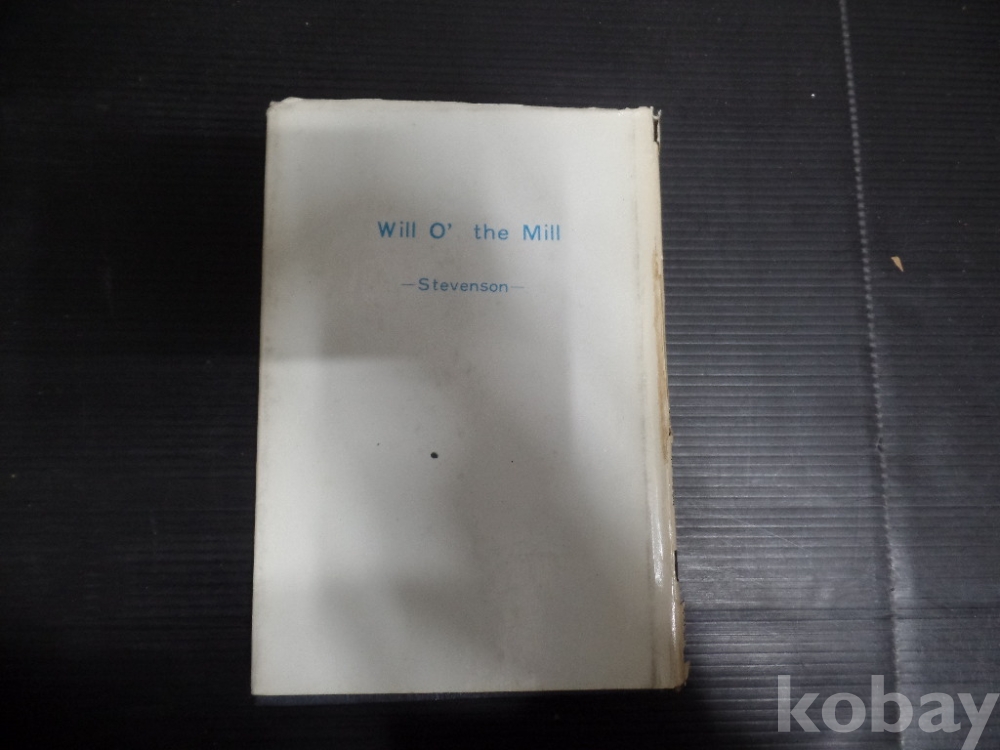 Will O' the Mill
—Stevenson—
kobay